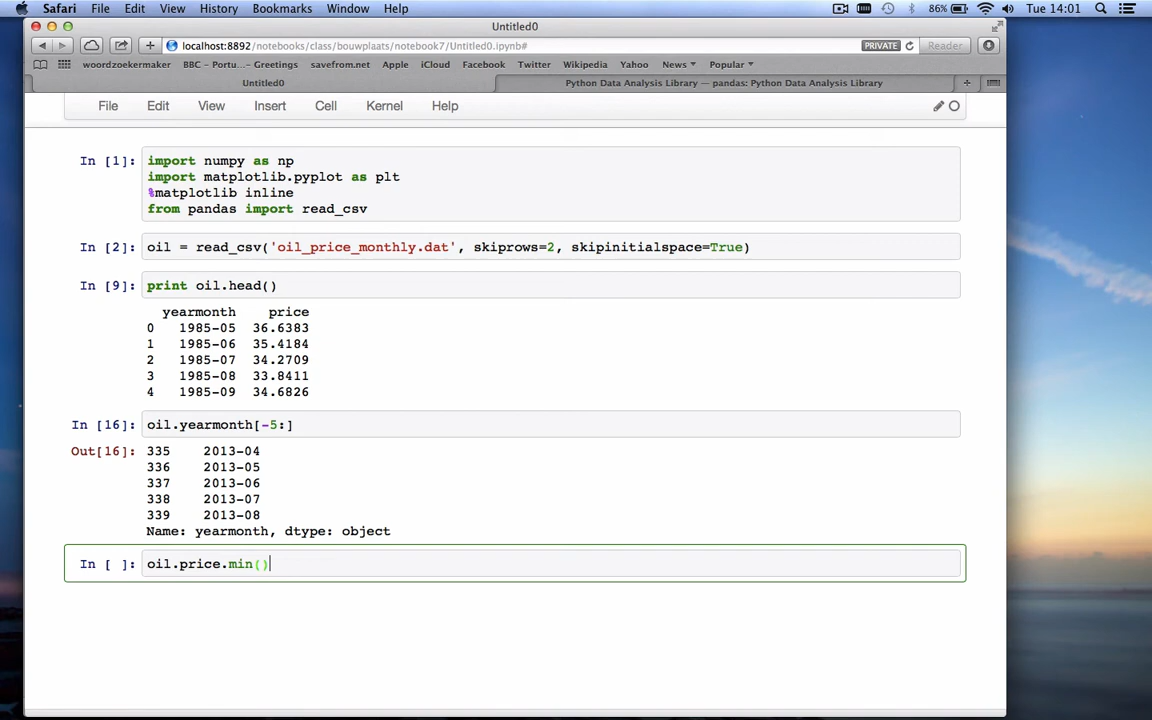 Safari File Edit View History Bookmarks Window Help 86% Tue 14:01
Untitled0
localhost:8892/notebooks/class/bouwplaats/notebook7/Untitled0.ipynb# PRIVATE Reader
woordzoekermaker BBC – Portu...– Greetings savefrom.net Apple iCloud Facebook Twitter Wikipedia Yahoo News Popular
Untitled0 Python Data Analysis Library — pandas: Python Data Analysis Library
File Edit View Insert Cell Kernel Help
In [1]: import numpy as np
import matplotlib.pyplot as plt
%matplotlib inline
from pandas import read_csv
In [2]: oil = read_csv('oil_price_monthly.dat', skiprows=2, skipinitialspace=True)
In [9]: print oil.head()
yearmonth price
0 1985-05 36.6383
1 1985-06 35.4184
2 1985-07 34.2709
3 1985-08 33.8411
4 1985-09 34.6826
In [16]: oil.yearmonth[-5:]
Out[16]: 335 2013-04
336 2013-05
337 2013-06
338 2013-07
339 2013-08
Name: yearmonth, dtype: object
In [ ]: oil.price.min()